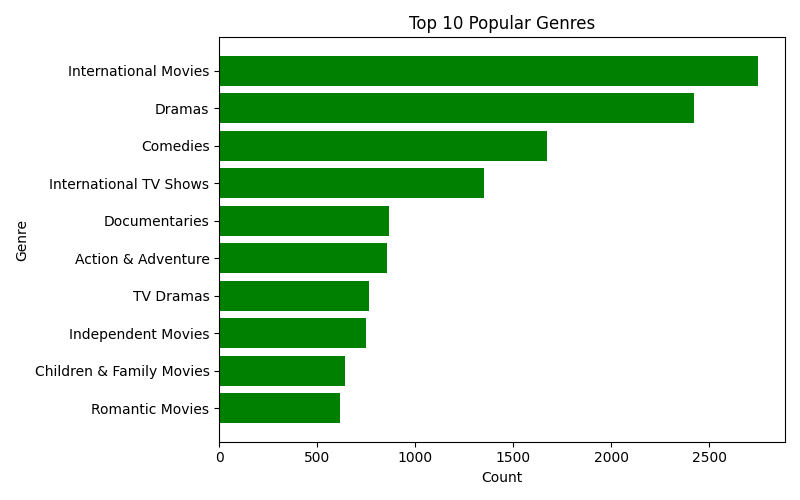 Top 10 Popular Genres
Genre
International Movies
Dramas
Comedies
International TV Shows
Documentaries
Action & Adventure
TV Dramas
Independent Movies
Children & Family Movies
Romantic Movies
0 500 1000 1500 2000 2500
Count